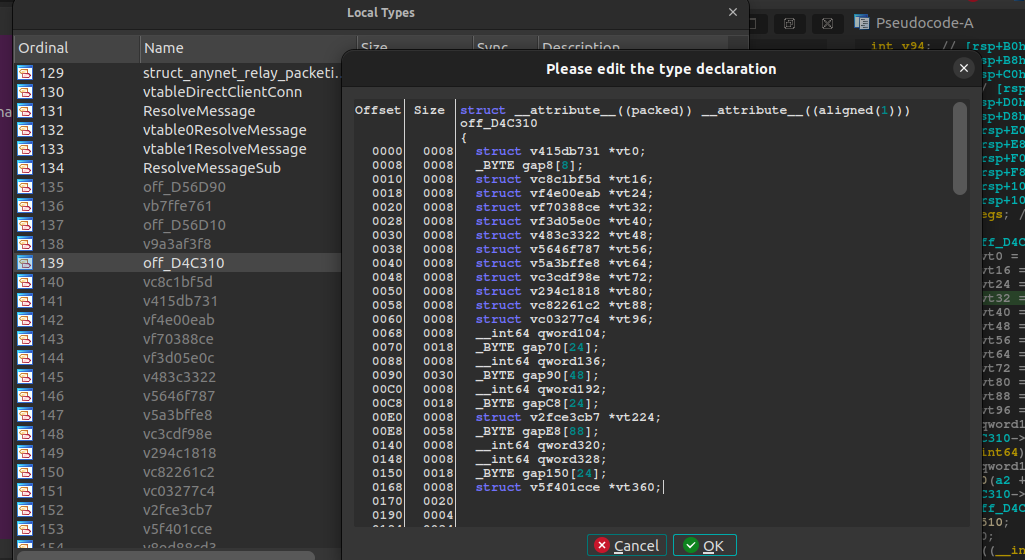 Local Types
Ordinal Name Size Sync Description
129 struct_anynet_relay_packeti...
130 vtableDirectClientConn
131 ResolveMessage
132 vtable0ResolveMessage
133 vtable1ResolveMessage
134 ResolveMessageSub
135 off_D56D90
136 vb7ffe761
137 off_D56D10
138 v9a3af3f8
139 off_D4C310
140 vc8c1bf5d
141 v415db731
142 vf4e00eab
143 vf70388ce
144 vf3d05e0c
145 v483c3322
146 v5646f787
147 v5a3bffe8
148 vc3cdf98e
149 v294c1818
150 vc82261c2
151 vc03277c4
152 v2fce3cb7
153 v5f401cce
154 v8ed88cd3
Please edit the type declaration
Offset Size struct __attribute__((packed)) __attribute__((aligned(1)))
off_D4C310
{
0000 0008 struct v415db731 *vt0;
0008 0008 _BYTE gap8[8];
0010 0008 struct vc8c1bf5d *vt16;
0018 0008 struct vf4e00eab *vt24;
0020 0008 struct vf70388ce *vt32;
0028 0008 struct vf3d05e0c *vt40;
0030 0008 struct v483c3322 *vt48;
0038 0008 struct v5646f787 *vt56;
0040 0008 struct v5a3bffe8 *vt64;
0048 0008 struct vc3cdf98e *vt72;
0050 0008 struct v294c1818 *vt80;
0058 0008 struct vc82261c2 *vt88;
0060 0008 struct vc03277c4 *vt96;
0068 0008 __int64 qword104;
0070 0018 _BYTE gap70[24];
0088 0008 __int64 qword136;
0090 0030 _BYTE gap90[48];
00C0 0008 __int64 qword192;
00C8 0018 _BYTE gapC8[24];
00E0 0008 struct v2fce3cb7 *vt224;
00E8 0058 _BYTE gapE8[88];
0140 0008 __int64 qword320;
0148 0008 __int64 qword328;
0150 0018 _BYTE gap150[24];
0168 0008 struct v5f401cce *vt360;
0170 0020
0190 0004
Cancel OK
Pseudocode-A
int v94; // [rsp+B0h
rsp+B8h
rsp+C0h
/ [rsp
rsp+D0h
rsp+D8h
rsp+E0
rsp+E8
rsp+F0
rsp+F8
rsp+10
rsp+10
egs; /
ff_D4C
vt0 =
vt16 =
vt24 =
vt32 =
vt40 =
vt48 =
vt56 =
vt64 =
vt72 =
vt80 =
vt88 =
vt96 =
qword1
C310->
int64)
qword1
0(a2 +
C310->
ff_D4C
510;
0;
((__in